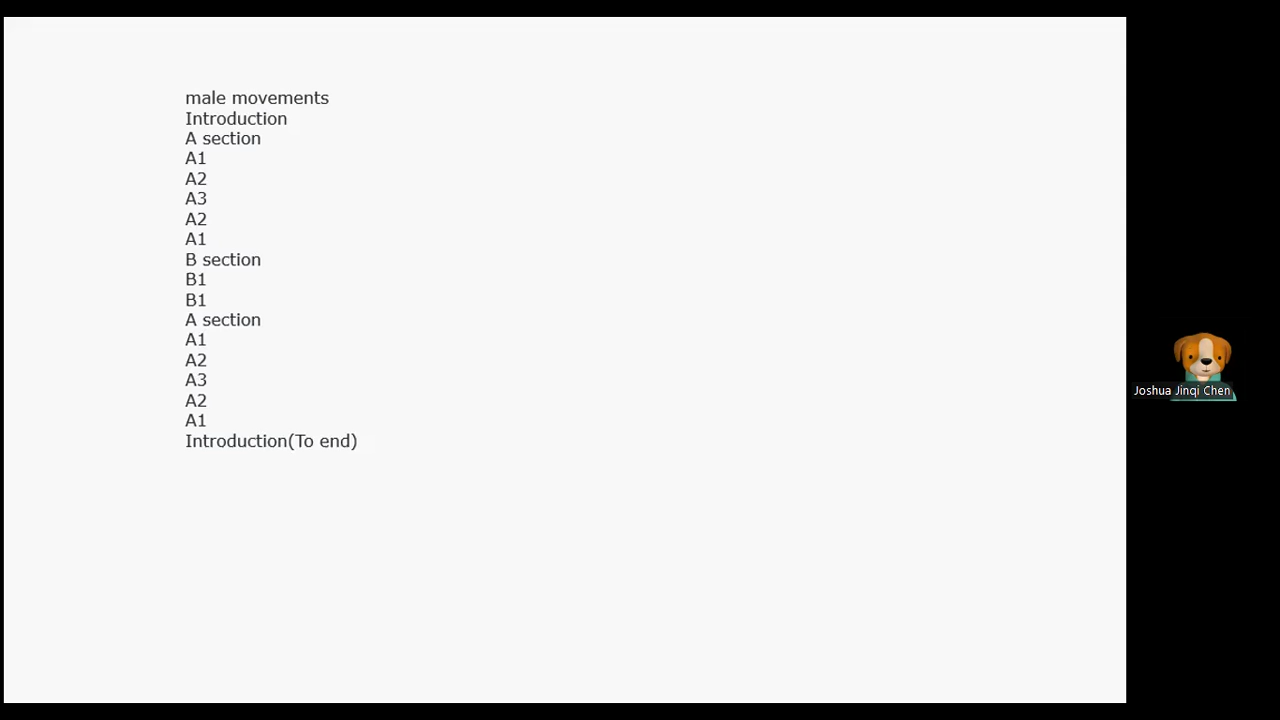 male movements
Introduction
A section
A1
A2
A3
A2
A1
B section
B1
B1
A section
A1
A2
A3
A2
A1
Introduction(To end)
Joshua Jinqi Chen